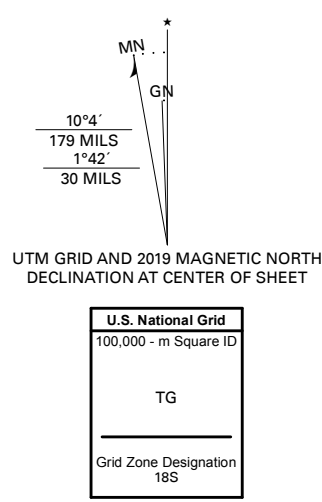 MN
GN
10°4´
179 MILS
1°42´
30 MILS
UTM GRID AND 2019 MAGNETIC NORTH
DECLINATION AT CENTER OF SHEET
U.S. National Grid
100,000 - m Square ID
TG
Grid Zone Designation
18S